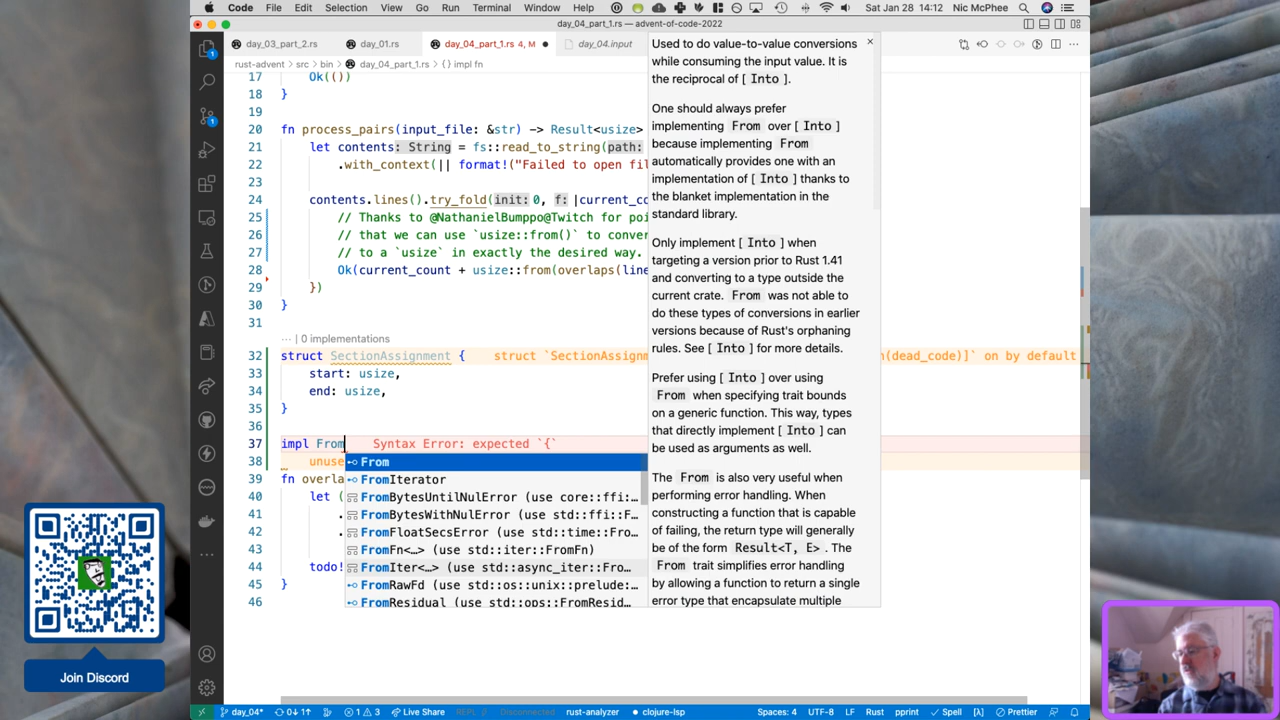 Code File Edit Selection View Go Run Terminal Window Help Sat Jan 28 14:12 Nic McPhee
day_04_part_1.rs — advent-of-code-2022
day_03_part_2.rs day_01.rs day_04_part_1.rs 4, M day_04.input
rust-advent › src › bin › day_04_part_1.rs › {} impl fn
17 Ok(())
18 }
19
20 fn process_pairs(input_file: &str) -> Result<usize>
21 let contents: String = fs::read_to_string(path:
22 .with_context(|| format!("Failed to open fil
23
24 contents.lines().try_fold(init: 0, f: |current_co
25 // Thanks to @NathanielBumppo@Twitch for poi
26 // that we can use `usize::from()` to conver
27 // to a `usize` in exactly the desired way.
28 Ok(current_count + usize::from(overlaps(line
29 })
30 }
31
... | 0 implementations
32 struct SectionAssignment { struct `SectionAssignm n(dead_code)]` on by default
33 start: usize,
34 end: usize,
35 }
36
37 impl From Syntax Error: expected `{`
38 unuse
39 fn overla
40 let (
41 .
42 .
43
44 todo!
45 }
46
From
FromIterator
FromBytesUntilNulError (use core::ffi:…
FromBytesWithNulError (use std::ffi::F…
FromFloatSecsError (use std::time::Fro…
FromFn<…> (use std::iter::FromFn)
FromIter<…> (use std::async_iter::Fro…
FromRawFd (use std::os::unix::prelude:…
FromResidual (use std::ops::FromResid…
Used to do value-to-value conversions
while consuming the input value. It is
the reciprocal of [ Into ].
One should always prefer
implementing From over [ Into ]
because implementing From
automatically provides one with an
implementation of [ Into ] thanks to
the blanket implementation in the
standard library.
Only implement [ Into ] when
targeting a version prior to Rust 1.41
and converting to a type outside the
current crate. From was not able to
do these types of conversions in earlier
versions because of Rust's orphaning
rules. See [ Into ] for more details.
Prefer using [ Into ] over using
From when specifying trait bounds
on a generic function. This way, types
that directly implement [ Into ] can
be used as arguments as well.
The From is also very useful when
performing error handling. When
constructing a function that is capable
of failing, the return type will generally
be of the form Result<T, E> . The
From trait simplifies error handling
by allowing a function to return a single
error type that encapsulate multiple
Join Discord
day_04* 0↓ 1↑ 1 3 Live Share REPL Disconnected rust-analyzer clojure-lsp Spaces: 4 UTF-8 LF Rust pprint Spell [λ] Prettier